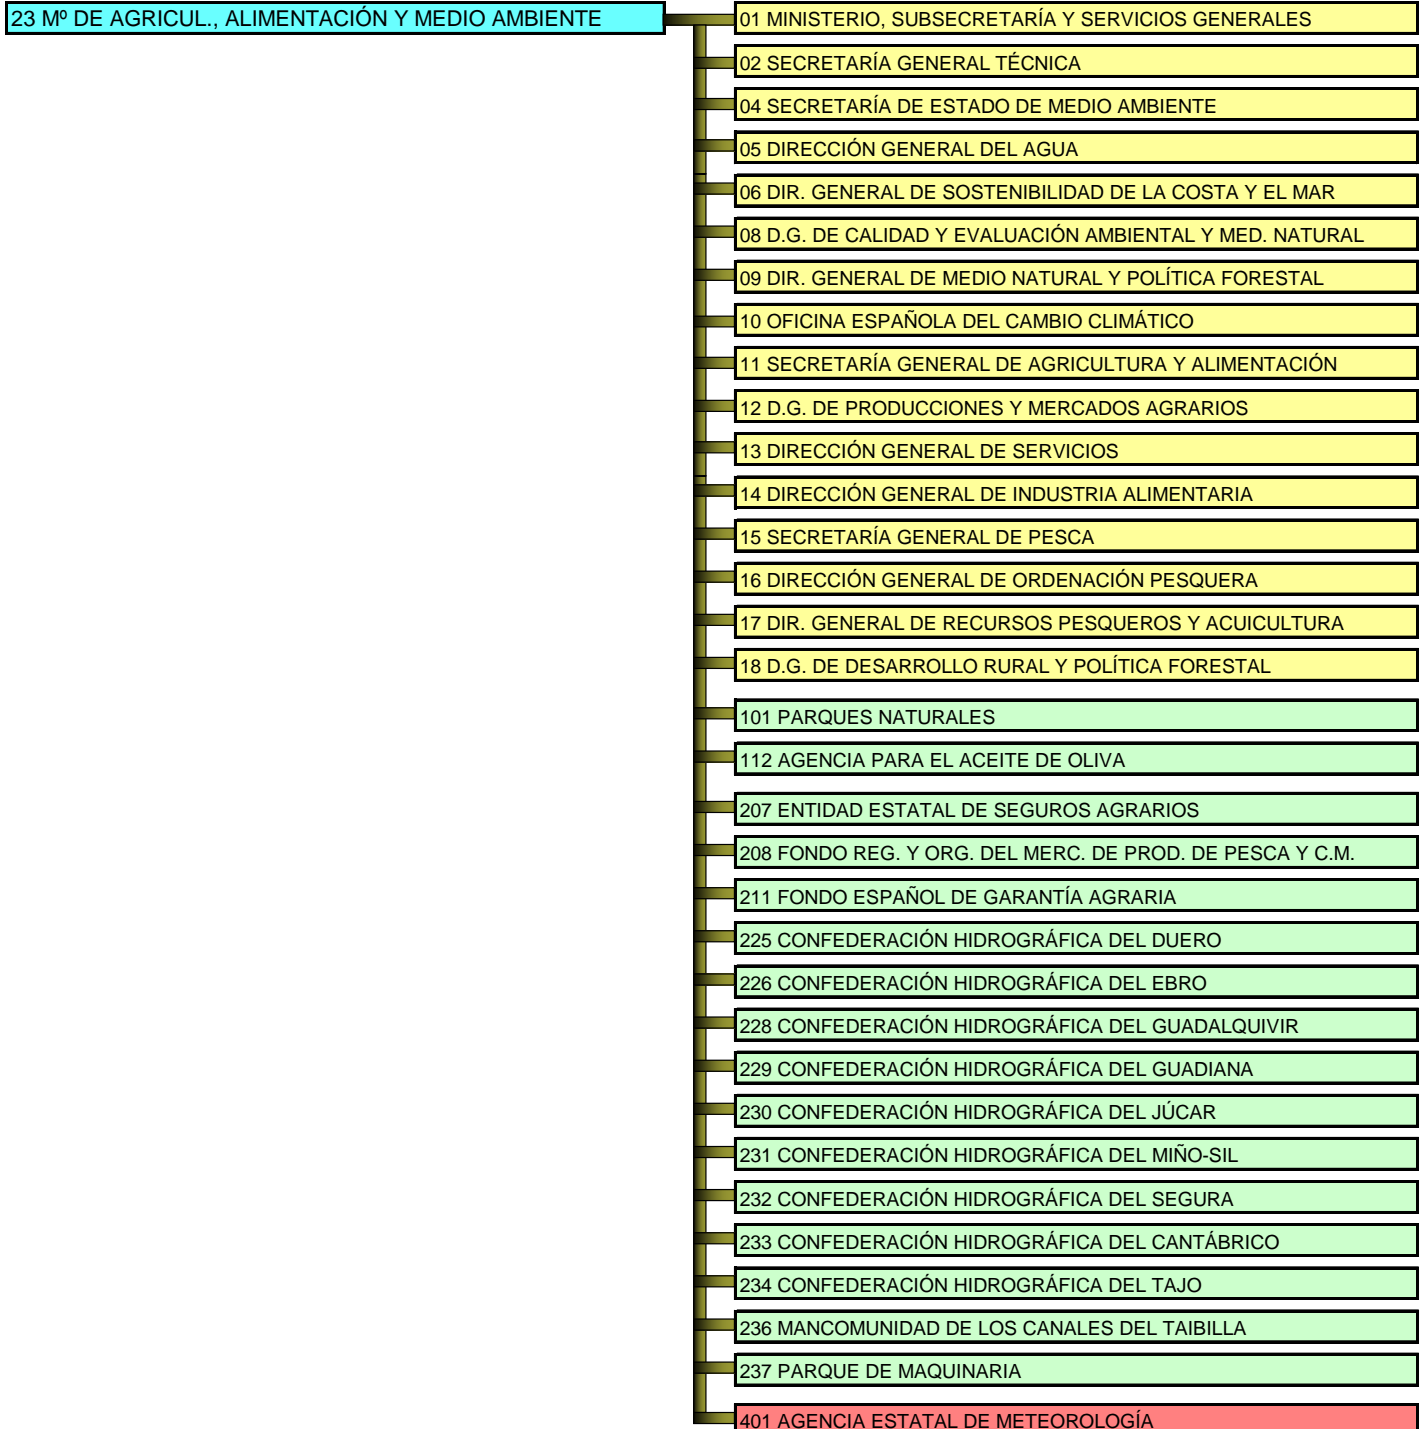 23 Mº DE AGRICUL., ALIMENTACIÓN Y MEDIO AMBIENTE
01 MINISTERIO, SUBSECRETARÍA Y SERVICIOS GENERALES
02 SECRETARÍA GENERAL TÉCNICA
04 SECRETARÍA DE ESTADO DE MEDIO AMBIENTE
05 DIRECCIÓN GENERAL DEL AGUA
06 DIR. GENERAL DE SOSTENIBILIDAD DE LA COSTA Y EL MAR
08 D.G. DE CALIDAD Y EVALUACIÓN AMBIENTAL Y MED. NATURAL
09 DIR. GENERAL DE MEDIO NATURAL Y POLÍTICA FORESTAL
10 OFICINA ESPAÑOLA DEL CAMBIO CLIMÁTICO
11 SECRETARÍA GENERAL DE AGRICULTURA Y ALIMENTACIÓN
12 D.G. DE PRODUCCIONES Y MERCADOS AGRARIOS
13 DIRECCIÓN GENERAL DE SERVICIOS
14 DIRECCIÓN GENERAL DE INDUSTRIA ALIMENTARIA
15 SECRETARÍA GENERAL DE PESCA
16 DIRECCIÓN GENERAL DE ORDENACIÓN PESQUERA
17 DIR. GENERAL DE RECURSOS PESQUEROS Y ACUICULTURA
18 D.G. DE DESARROLLO RURAL Y POLÍTICA FORESTAL
101 PARQUES NATURALES
112 AGENCIA PARA EL ACEITE DE OLIVA
207 ENTIDAD ESTATAL DE SEGUROS AGRARIOS
208 FONDO REG. Y ORG. DEL MERC. DE PROD. DE PESCA Y C.M.
211 FONDO ESPAÑOL DE GARANTÍA AGRARIA
225 CONFEDERACIÓN HIDROGRÁFICA DEL DUERO
226 CONFEDERACIÓN HIDROGRÁFICA DEL EBRO
228 CONFEDERACIÓN HIDROGRÁFICA DEL GUADALQUIVIR
229 CONFEDERACIÓN HIDROGRÁFICA DEL GUADIANA
230 CONFEDERACIÓN HIDROGRÁFICA DEL JÚCAR
231 CONFEDERACIÓN HIDROGRÁFICA DEL MIÑO-SIL
232 CONFEDERACIÓN HIDROGRÁFICA DEL SEGURA
233 CONFEDERACIÓN HIDROGRÁFICA DEL CANTÁBRICO
234 CONFEDERACIÓN HIDROGRÁFICA DEL TAJO
236 MANCOMUNIDAD DE LOS CANALES DEL TAIBILLA
237 PARQUE DE MAQUINARIA
401 AGENCIA ESTATAL DE METEOROLOGÍA